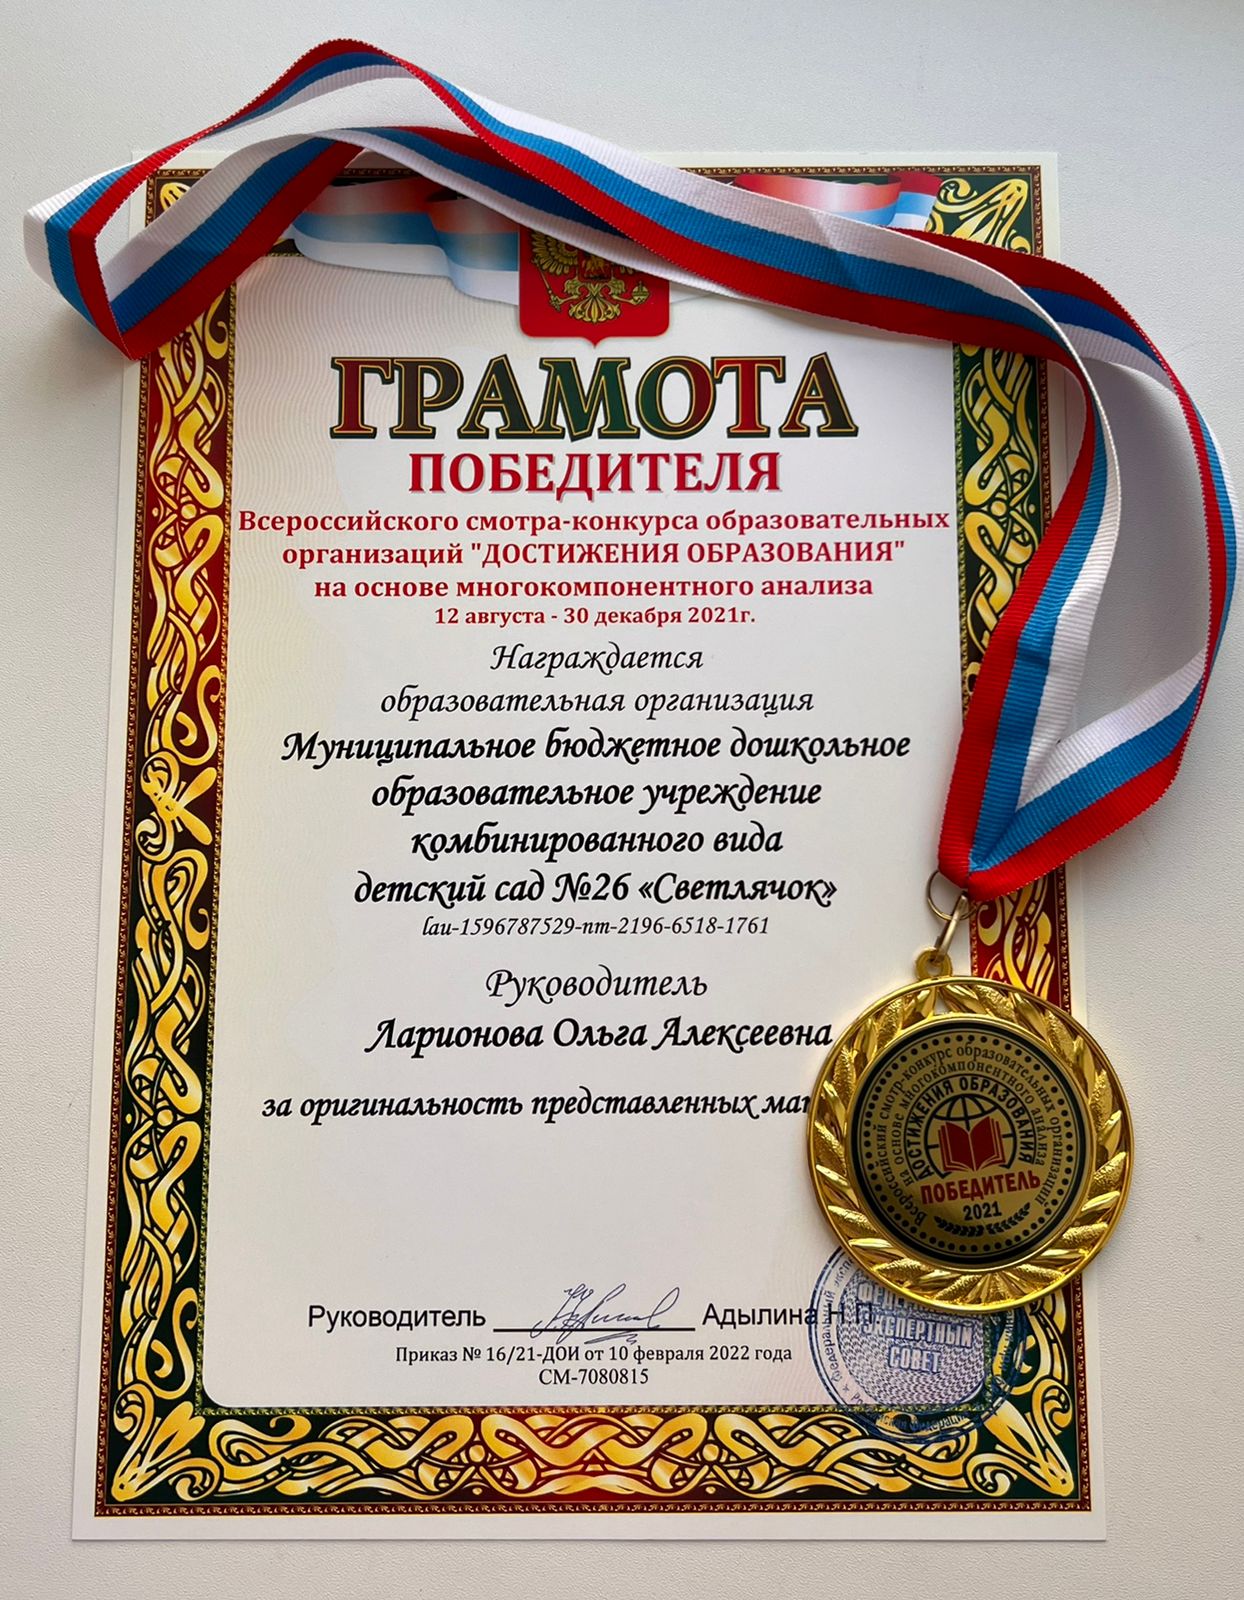 ГРАМОТА
ПОБЕДИТЕЛЯ
Всероссийского смотра-конкурса образовательных
организаций "ДОСТИЖЕНИЯ ОБРАЗОВАНИЯ"
на основе многокомпонентного анализа
12 августа - 30 декабря 2021г.
Награждается
образовательная организация
Муниципальное бюджетное дошкольное
образовательное учреждение
комбинированного вида
детский сад №26 «Светлячок»
lau-1596787529-nm-2196-6518-1761
Руководитель
Ларионова Ольга Алексеевна
за оригинальность представленных
Всероссийский смотр-конкурс образовательных организаций
на основе многокомпонентного анализа
ДОСТИЖЕНИЯ ОБРАЗОВАНИЯ
ПОБЕДИТЕЛЬ
2021
Руководитель Адылина Н.П.
Приказ № 16/21-ДОИ от 10 февраля 2022 года
СМ-7080815
ЭКСПЕРТНЫЙ
СОВЕТ